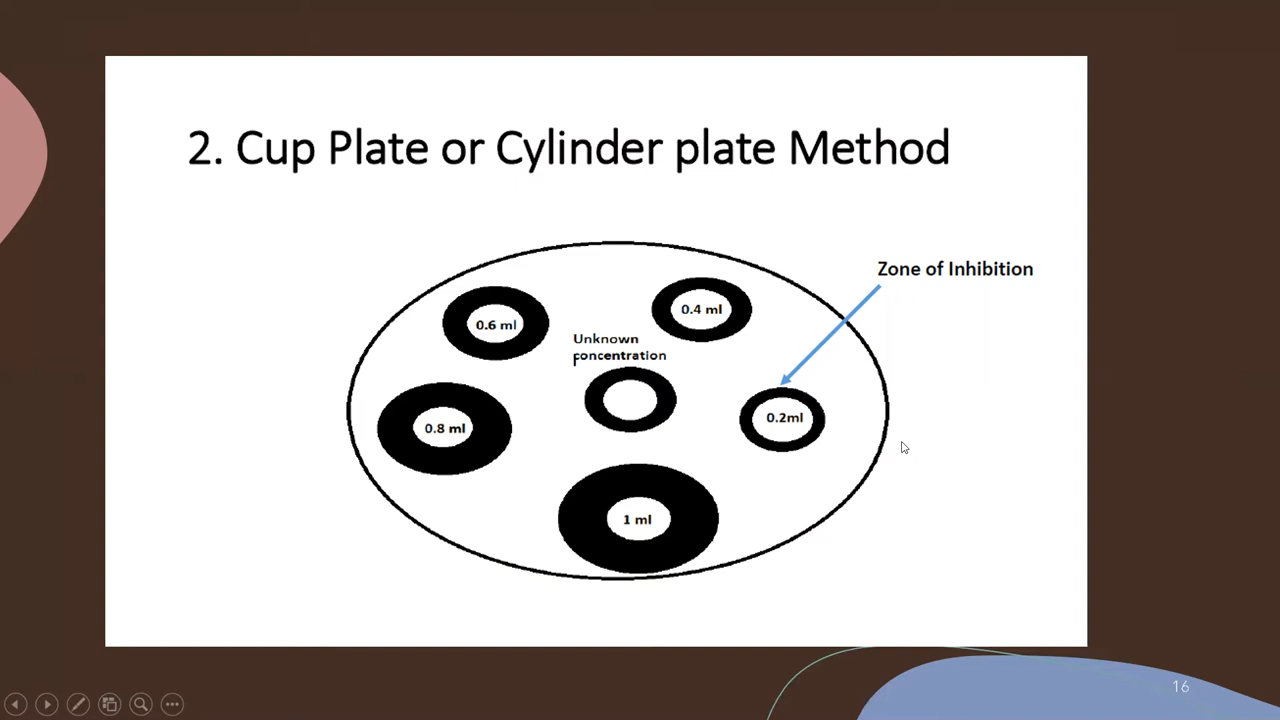 2. Cup Plate or Cylinder plate Method
Zone of Inhibition
0.6 ml
0.4 ml
Unknown
concentration
0.8 ml
0.2ml
1 ml
16